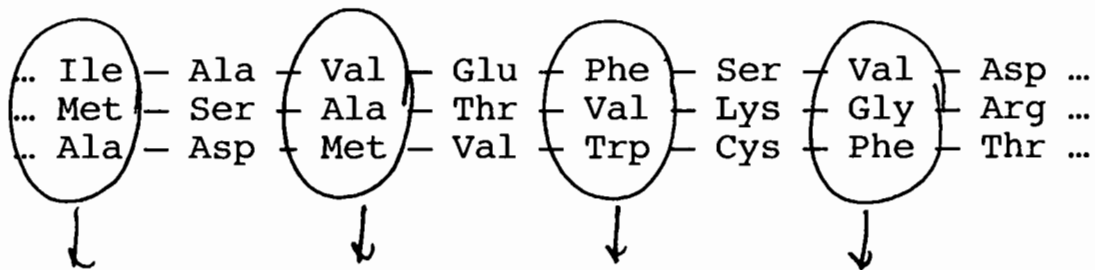 … Ile — Ala — Val — Glu — Phe — Ser — Val — Asp …
… Met — Ser — Ala — Thr — Val — Lys — Gly — Arg …
… Ala — Asp — Met — Val — Trp — Cys — Phe — Thr …